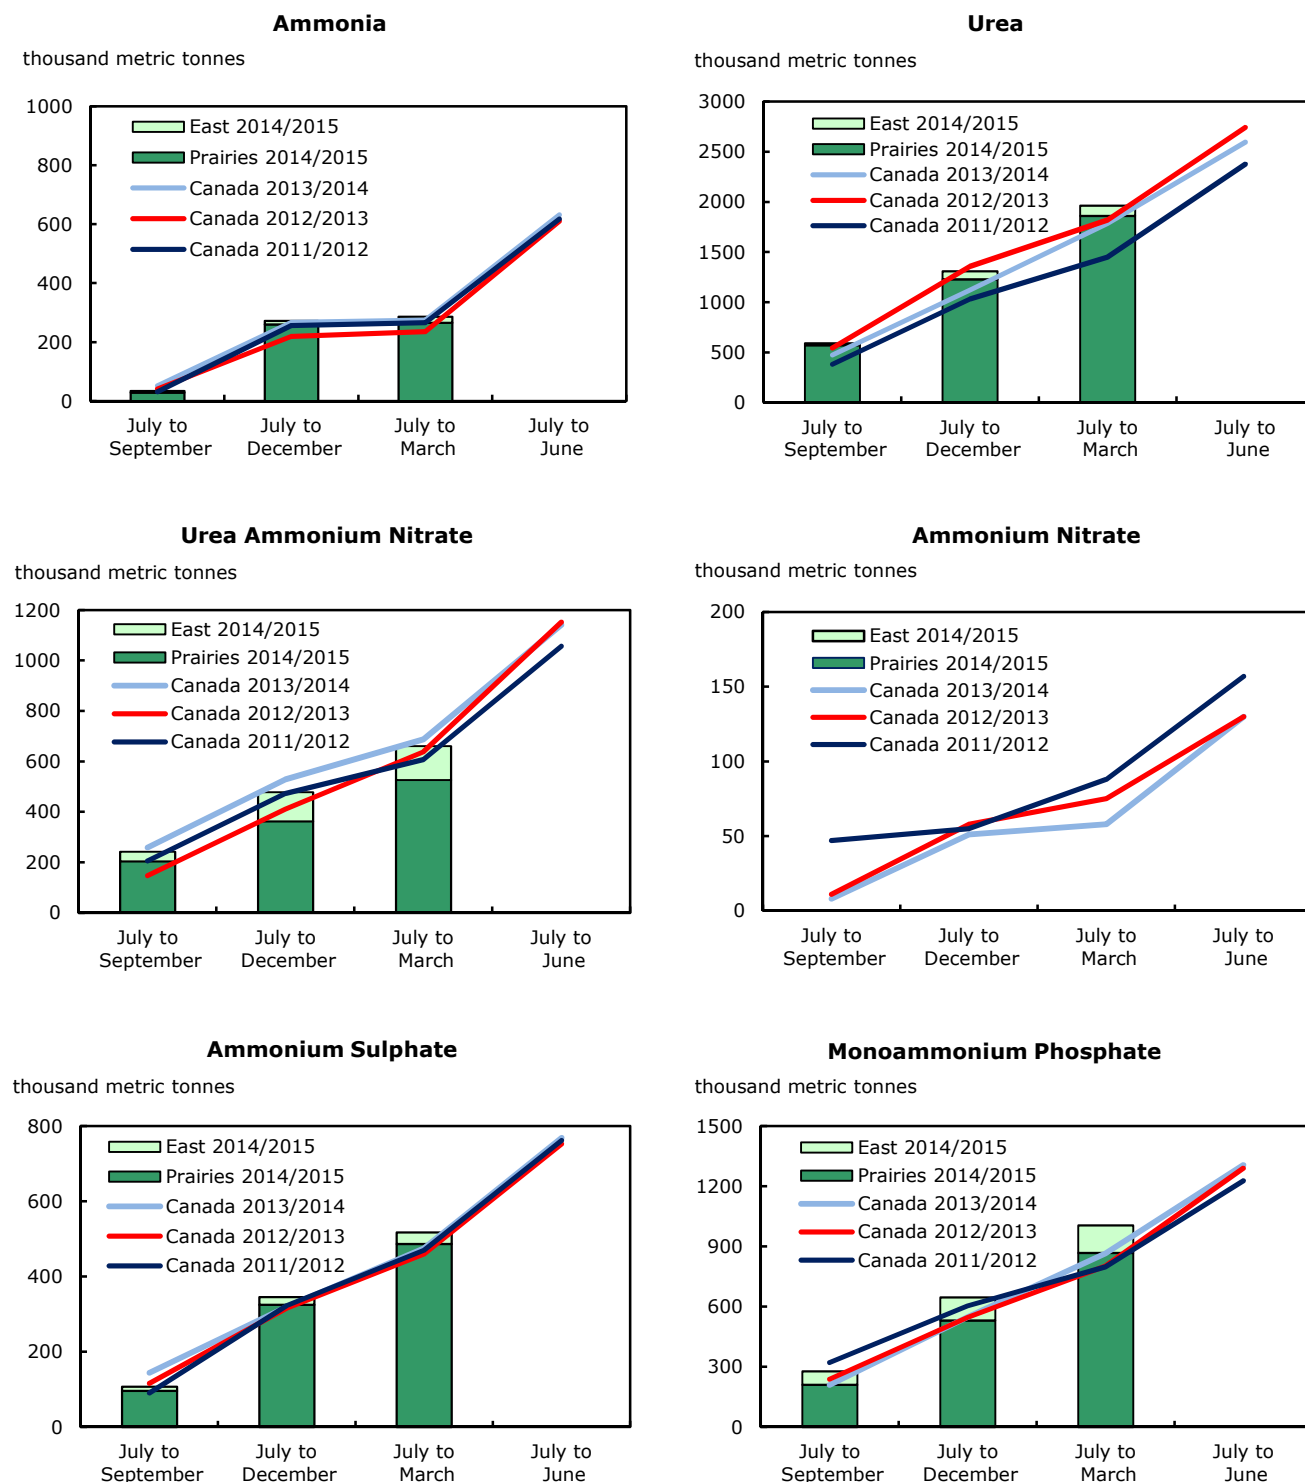 Ammonia
thousand metric tonnes
1000
800
600
400
200
0
East 2014/2015
Prairies 2014/2015
Canada 2013/2014
Canada 2012/2013
Canada 2011/2012
July to
September
July to
December
July to
March
July to
June
Urea
thousand metric tonnes
3000
2500
2000
1500
1000
500
0
East 2014/2015
Prairies 2014/2015
Canada 2013/2014
Canada 2012/2013
Canada 2011/2012
July to
September
July to
December
July to
March
July to
June
Urea Ammonium Nitrate
thousand metric tonnes
1200
1000
800
600
400
200
0
East 2014/2015
Prairies 2014/2015
Canada 2013/2014
Canada 2012/2013
Canada 2011/2012
July to
September
July to
December
July to
March
July to
June
Ammonium Nitrate
thousand metric tonnes
200
150
100
50
0
East 2014/2015
Prairies 2014/2015
Canada 2013/2014
Canada 2012/2013
Canada 2011/2012
July to
September
July to
December
July to
March
July to
June
Ammonium Sulphate
thousand metric tonnes
800
600
400
200
0
East 2014/2015
Prairies 2014/2015
Canada 2013/2014
Canada 2012/2013
Canada 2011/2012
July to
September
July to
December
July to
March
July to
June
Monoammonium Phosphate
thousand metric tonnes
1500
1200
900
600
300
0
East 2014/2015
Prairies 2014/2015
Canada 2013/2014
Canada 2012/2013
Canada 2011/2012
July to
September
July to
December
July to
March
July to
June